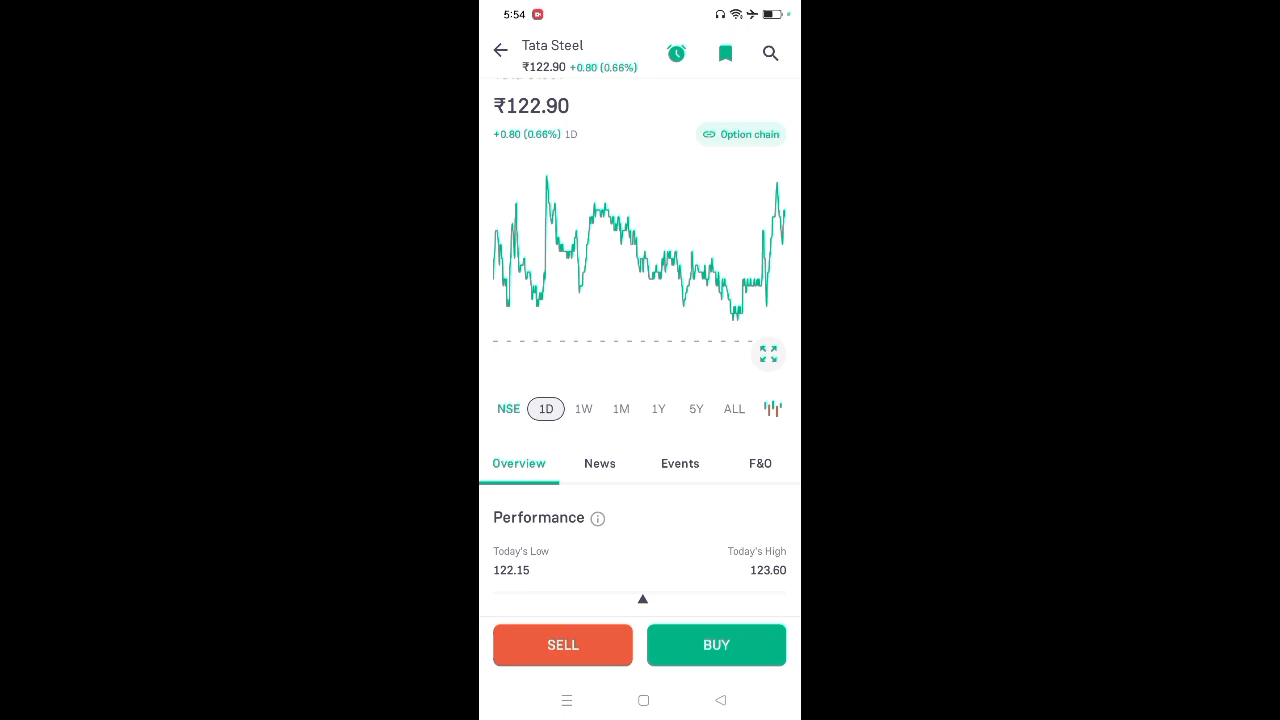 5:54
Tata Steel
₹122.90 +0.80 (0.66%)
₹122.90
+0.80 (0.66%) 1D
Option chain
NSE 1D 1W 1M 1Y 5Y ALL
Overview News Events F&O
Performance
Today's Low Today's High
122.15 123.60
SELL BUY